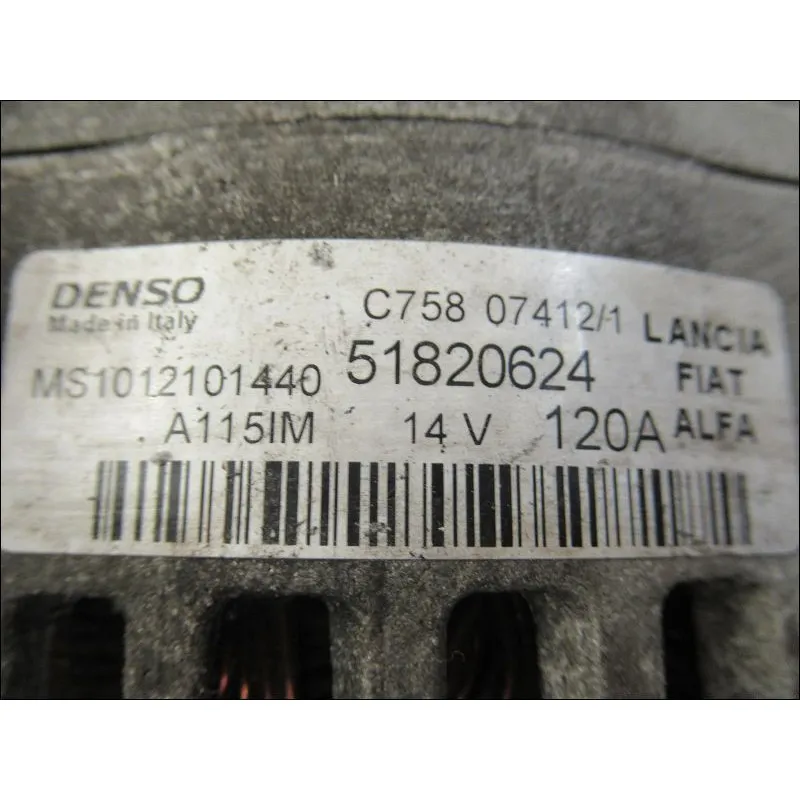 DENSO
Made in Italy
C758 07412/1 LANCIA
MS1012101440 51820624 FIAT
A115IM 14 V 120A ALFA